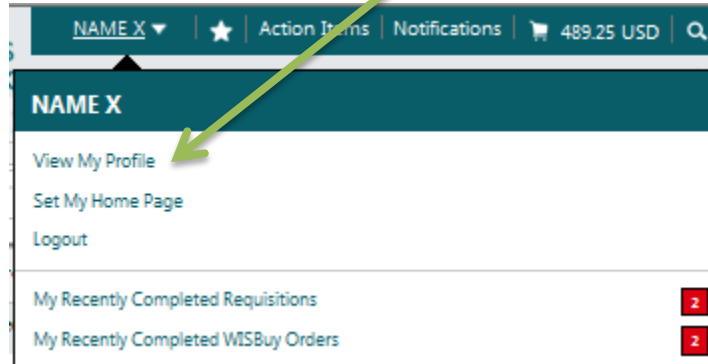 NAME X ▼ | ★ | Action Items | Notifications | 489.25 USD |
NAME X
View My Profile
Set My Home Page
Logout
My Recently Completed Requisitions 2
My Recently Completed WISBuy Orders 2